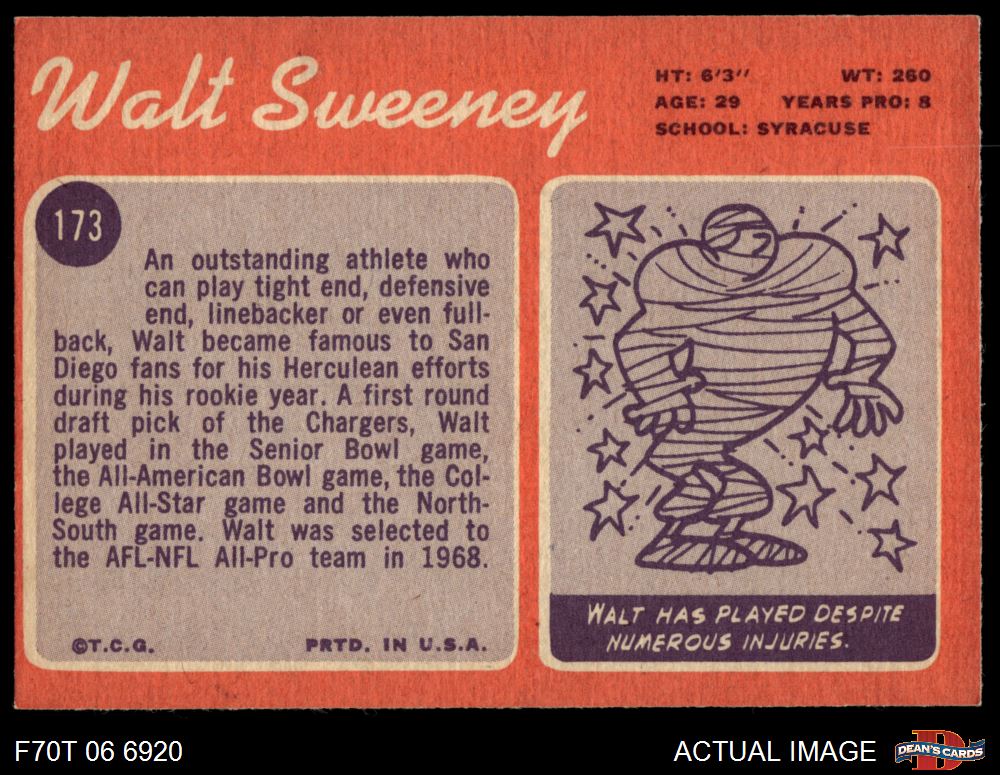 Walt Sweeney
HT: 6'3" WT: 260
AGE: 29 YEARS PRO: 8
SCHOOL: SYRACUSE
173
An outstanding athlete who
can play tight end, defensive
end, linebacker or even full-
back, Walt became famous to San
Diego fans for his Herculean efforts
during his rookie year. A first round
draft pick of the Chargers, Walt
played in the Senior Bowl game,
the All-American Bowl game, the Col-
lege All-Star game and the North-
South game. Walt was selected to
the AFL-NFL All-Pro team in 1968.
©T.C.G. PRTD. IN U.S.A.
WALT HAS PLAYED DESPITE
NUMEROUS INJURIES.
F70T 06 6920 ACTUAL IMAGE
D
DEAN'S CARDS